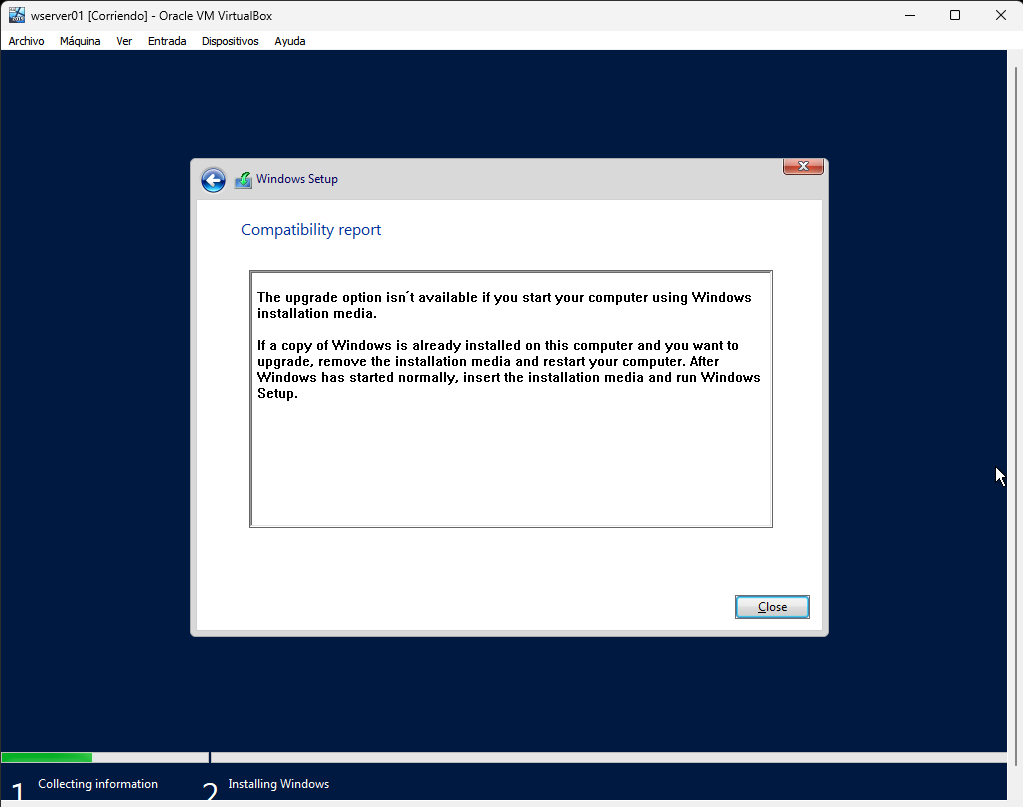 wserver01 [Corriendo] - Oracle VM VirtualBox
Archivo Máquina Ver Entrada Dispositivos Ayuda
Windows Setup
Compatibility report
The upgrade option isn´t available if you start your computer using Windows
installation media.
If a copy of Windows is already installed on this computer and you want to
upgrade, remove the installation media and restart your computer. After
Windows has started normally, insert the installation media and run Windows
Setup.
Close
1 Collecting information 2 Installing Windows